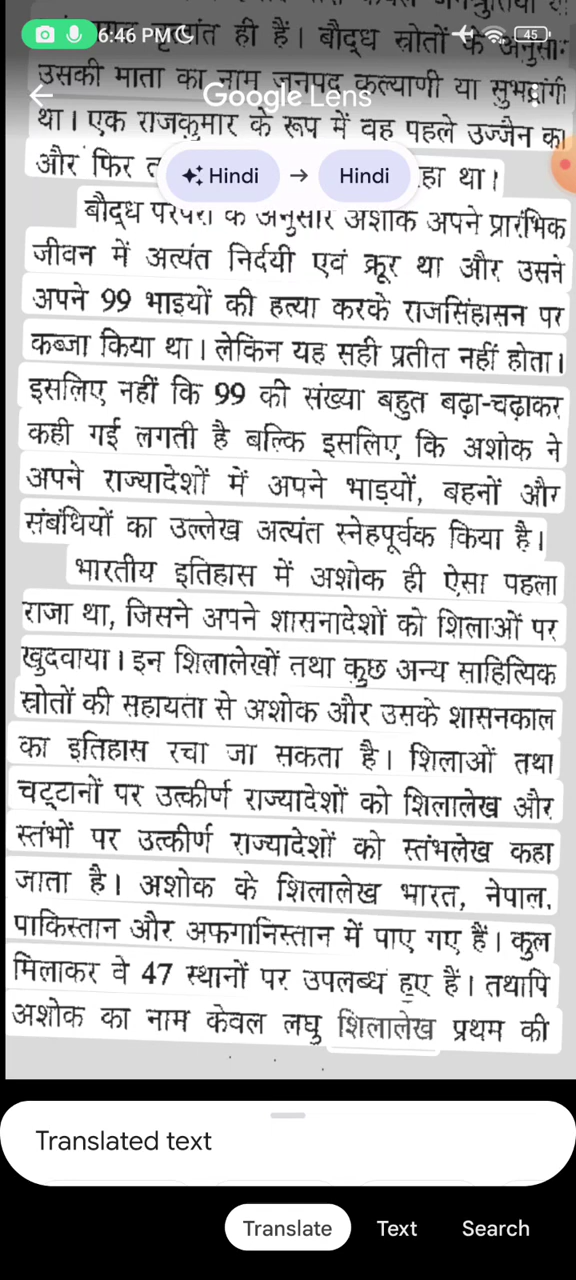 6:46 PM
45
वृत्तांत ही हैं। बौद्ध स्रोतों के अनुसार
उसकी माता का नाम जनपद कल्याणी या सुभद्रांगी
Google Lens
था। एक राजकुमार के रूप में वह पहले उज्जैन का
और फिर
हा था।
Hindi → Hindi
बौद्ध परंपरा के अनुसार अशोक अपने प्रारंभिक
जीवन में अत्यंत निर्दयी एवं क्रूर था और उसने
अपने 99 भाइयों की हत्या करके राजसिंहासन पर
कब्जा किया था। लेकिन यह सही प्रतीत नहीं होता।
इसलिए नहीं कि 99 की संख्या बहुत बढ़ा-चढ़ाकर
कही गई लगती है बल्कि इसलिए कि अशोक ने
अपने राज्यादेशों में अपने भाइयों, बहनों और
संबंधियों का उल्लेख अत्यंत स्नेहपूर्वक किया है।
भारतीय इतिहास में अशोक ही ऐसा पहला
राजा था, जिसने अपने शासनादेशों को शिलाओं पर
खुदवाया। इन शिलालेखों तथा कुछ अन्य साहित्यिक
स्रोतों की सहायता से अशोक और उसके शासनकाल
का इतिहास रचा जा सकता है। शिलाओं तथा
चट्टानों पर उत्कीर्ण राज्यादेशों को शिलालेख और
स्तंभों पर उत्कीर्ण राज्यादेशों को स्तंभलेख कहा
जाता है। अशोक के शिलालेख भारत, नेपाल,
पाकिस्तान और अफगानिस्तान में पाए गए हैं। कुल
मिलाकर वे 47 स्थानों पर उपलब्ध हुए हैं। तथापि
अशोक का नाम केवल लघु शिलालेख प्रथम की
Translated text
Translate Text Search